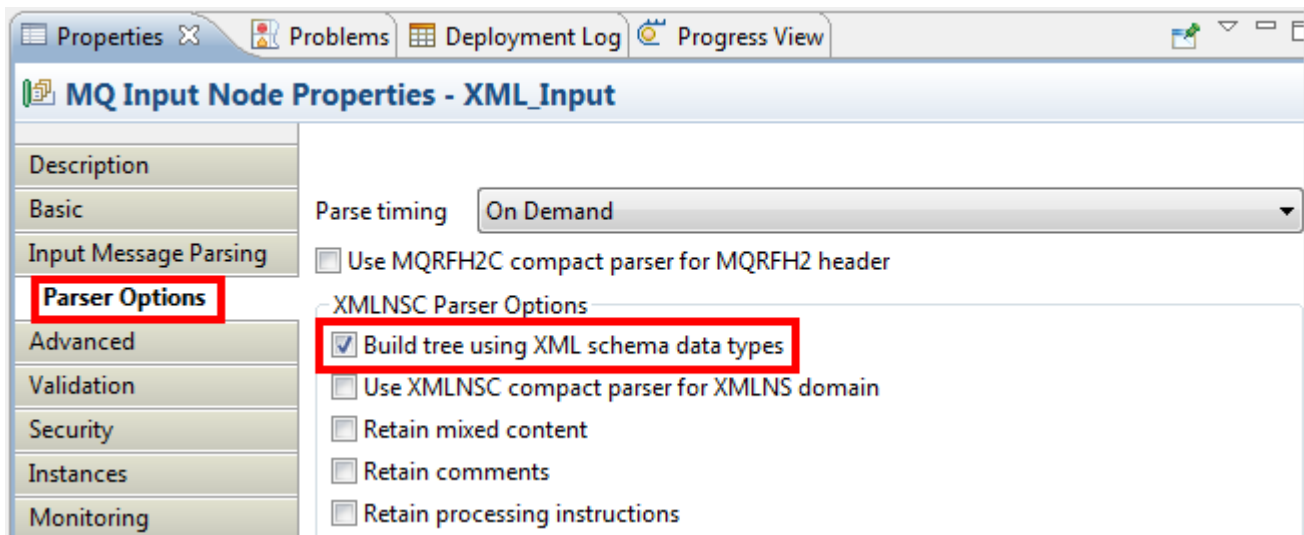 Properties Problems Deployment Log Progress View
MQ Input Node Properties - XML_Input
Description
Basic
Parse timing On Demand
Input Message Parsing
Use MQRFH2C compact parser for MQRFH2 header
Parser Options
XMLNSC Parser Options
Advanced
Build tree using XML schema data types
Validation
Use XMLNSC compact parser for XMLNS domain
Security
Retain mixed content
Instances
Retain comments
Monitoring
Retain processing instructions